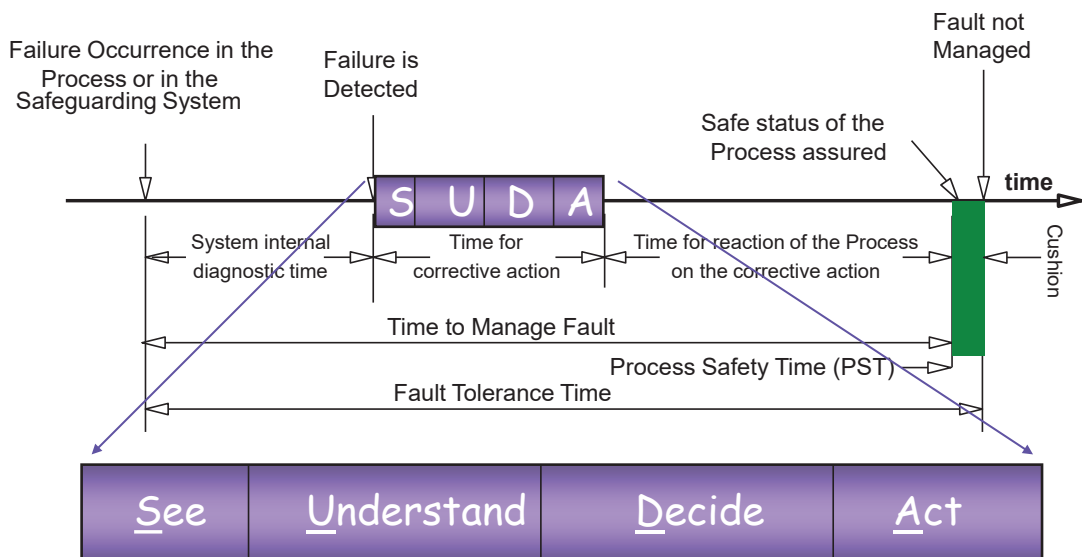 Failure Occurrence in the
Process or in the
Safeguarding System
Failure is
Detected
Fault not
Managed
Safe status of the
Process assured
time
S U D A
System internal
diagnostic time
Time for
corrective action
Time for reaction of the Process
on the corrective action
Cushion
Time to Manage Fault
Process Safety Time (PST)
Fault Tolerance Time
See Understand Decide Act